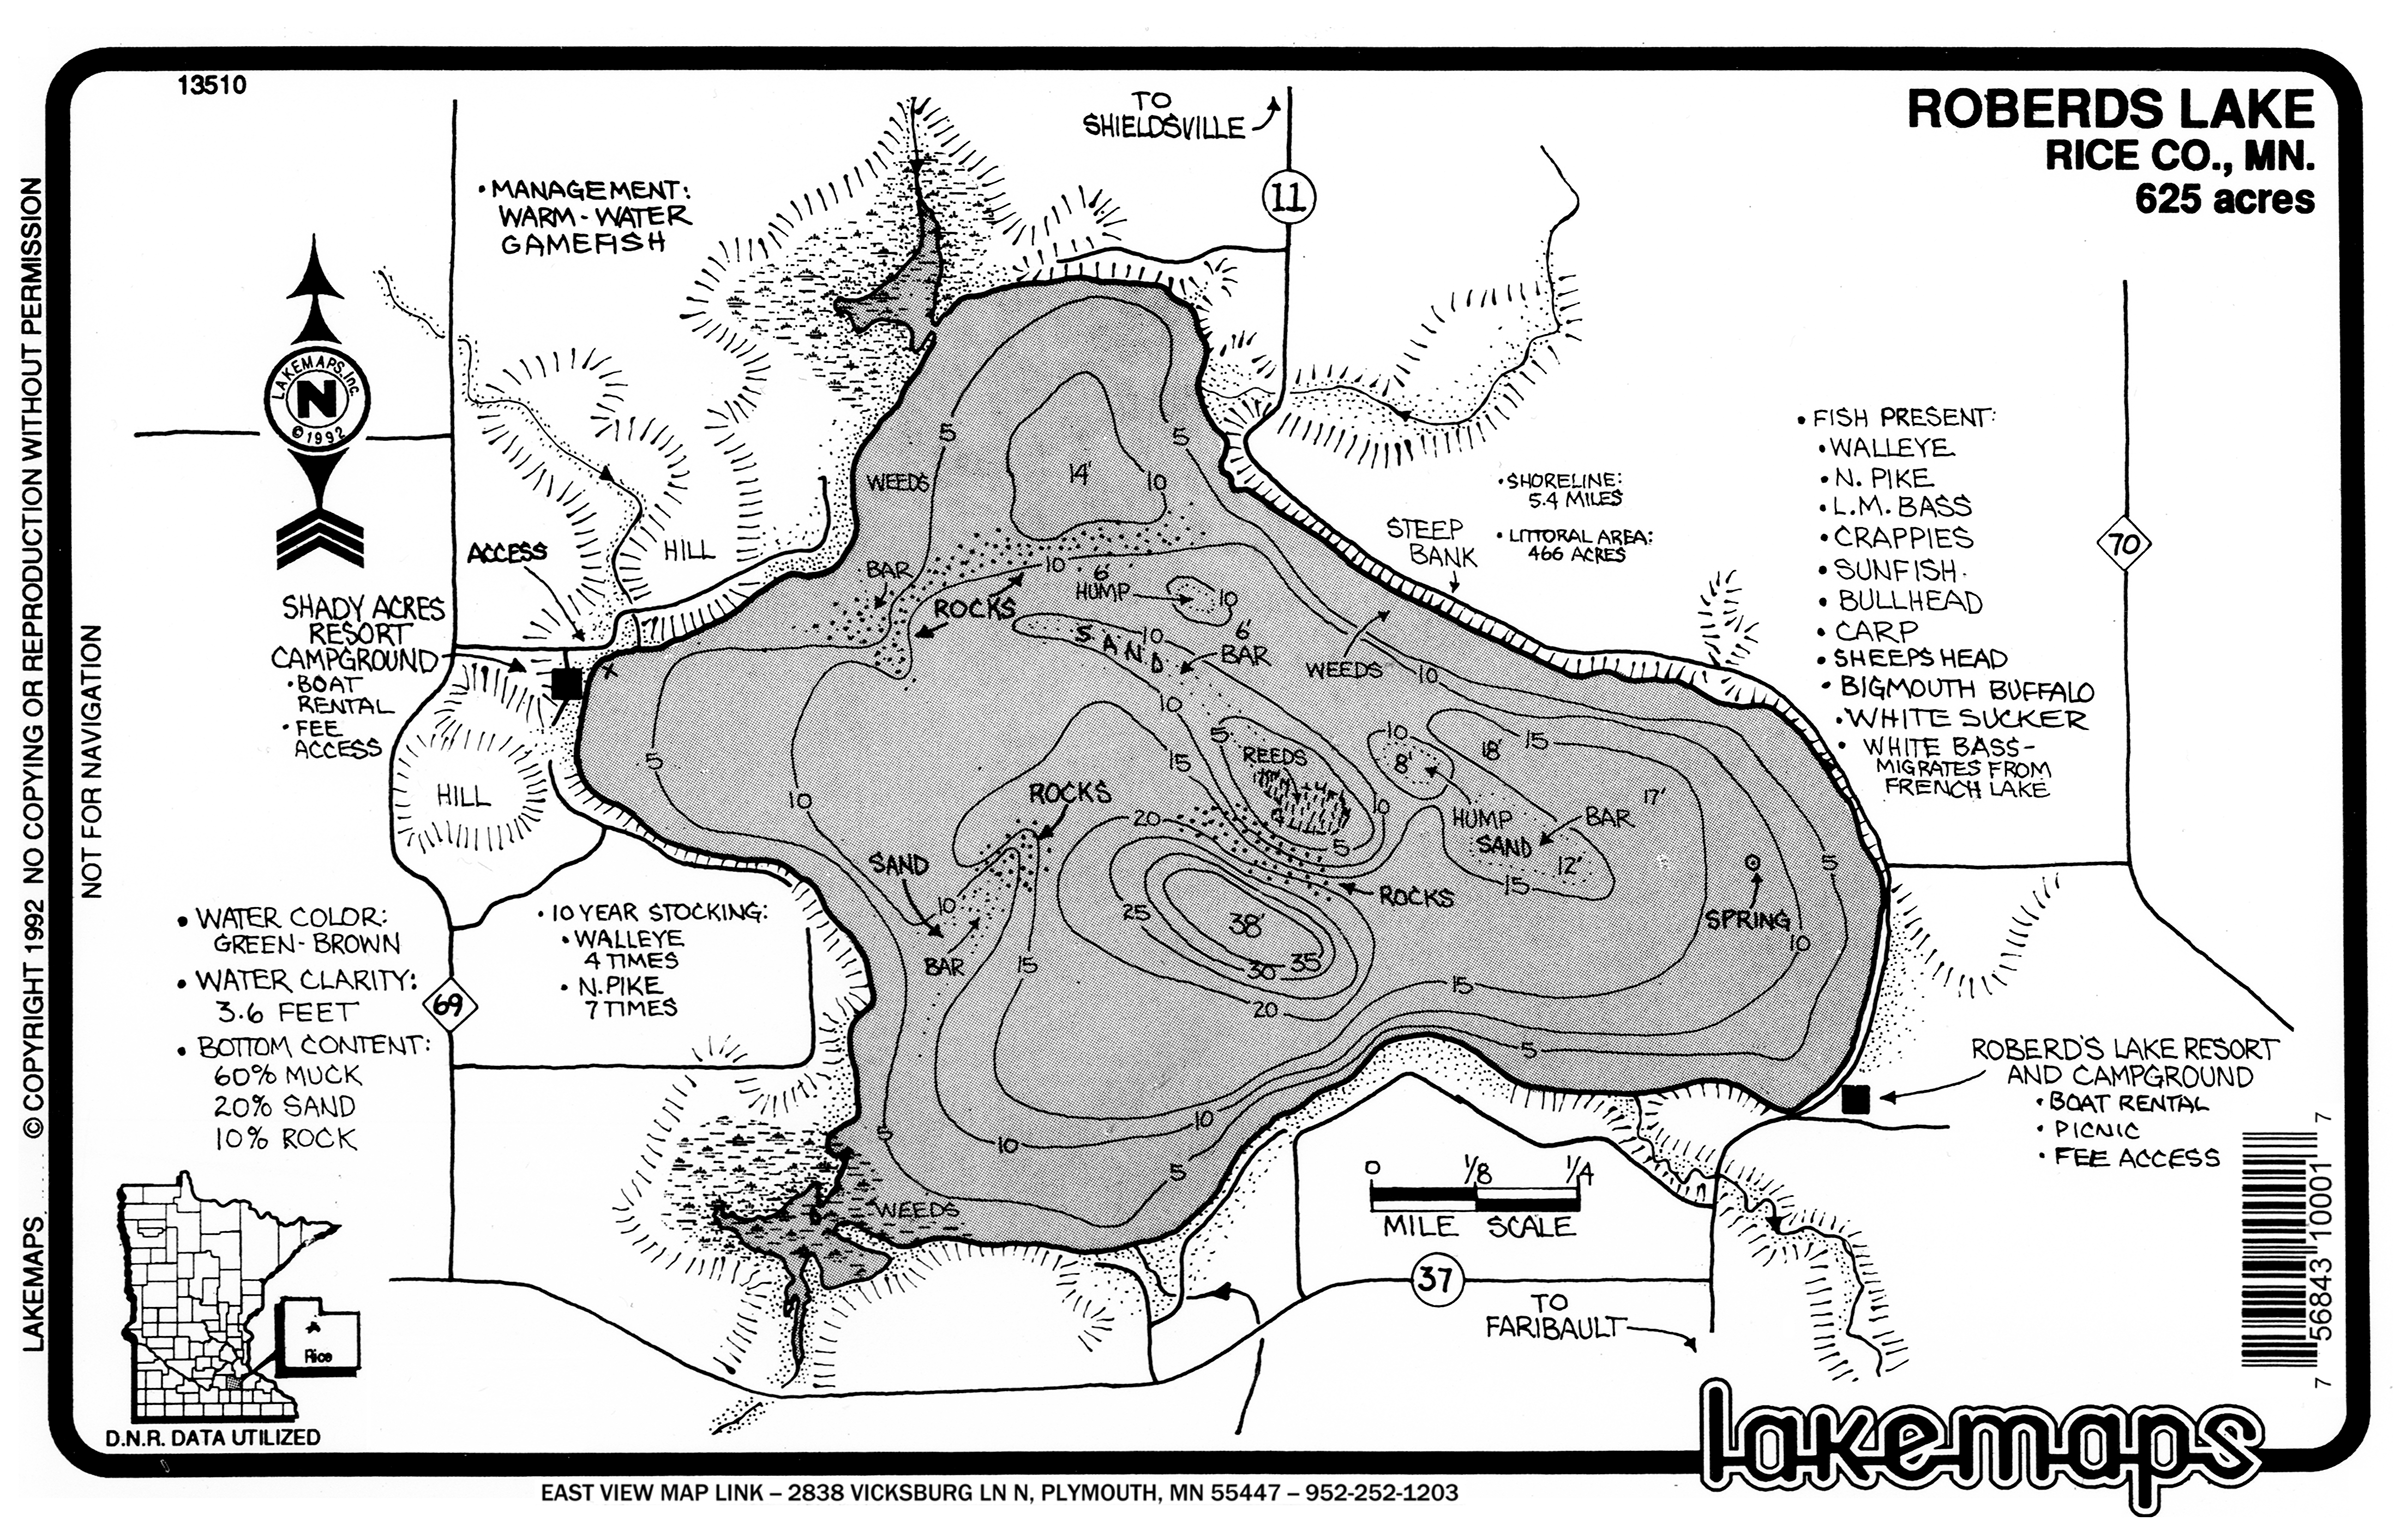 13510
ROBERDS LAKE
RICE CO., MN.
625 acres
TO
SHIELDSVILLE
11
• MANAGEMENT:
WARM-WATER
GAMEFISH
LAKEMAPS, Inc.
N
©1992
© COPYRIGHT 1992 NO COPYING OR REPRODUCTION WITHOUT PERMISSION
NOT FOR NAVIGATION
LAKEMAPS
• FISH PRESENT:
• WALLEYE
• N. PIKE
• L.M. BASS
• CRAPPIES
• SUNFISH
• BULLHEAD
• CARP
• SHEEPSHEAD
• BIGMOUTH BUFFALO
• WHITE SUCKER
• WHITE BASS-
MIGRATES FROM
FRENCH LAKE
70
• SHORELINE:
5.4 MILES
• LITTORAL AREA:
466 ACRES
STEEP
BANK
ACCESS
HILL
SHADY ACRES
RESORT
CAMPGROUND
• BOAT
RENTAL
• FEE
ACCESS
X
HILL
5
5
WEEDS
14'
10
BAR
10
6'
HUMP
10
ROCKS
SAND
10
6'
BAR
WEEDS
10
10
5
REEDS
15
10
8'
18'
15
5
10
ROCKS
10
17'
20
HUMP
BAR
SAND
5
12'
SAND
15
5
ROCKS
10
25
38'
SPRING
10
BAR
15
30
35
15
20
5
10
10
5
5
WEEDS
• WATER COLOR:
GREEN-BROWN
• WATER CLARITY:
3.6 FEET
• BOTTOM CONTENT:
60% MUCK
20% SAND
10% ROCK
69
• 10 YEAR STOCKING:
• WALLEYE
4 TIMES
• N. PIKE
7 TIMES
ROBERD'S LAKE RESORT
AND CAMPGROUND
• BOAT RENTAL
• PICNIC
• FEE ACCESS
0 1/8 1/4
MILE SCALE
37
TO
FARIBAULT
Rice
D.N.R. DATA UTILIZED
7 56843 10001 7
lakemaps
EAST VIEW MAP LINK – 2838 VICKSBURG LN N, PLYMOUTH, MN 55447 – 952-252-1203